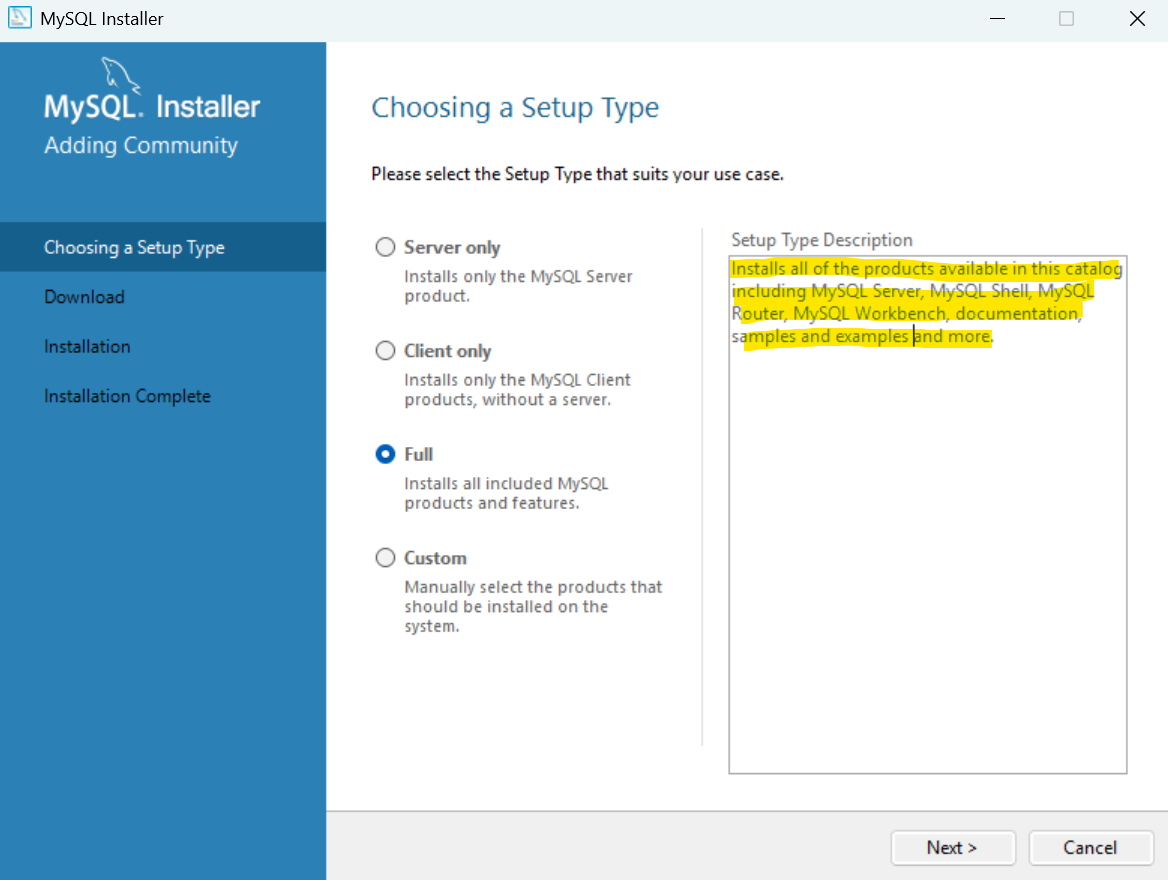 MySQL Installer
MySQL. Installer
Adding Community
Choosing a Setup Type
Download
Installation
Installation Complete
Choosing a Setup Type
Please select the Setup Type that suits your use case.
Server only
Installs only the MySQL Server
product.
Client only
Installs only the MySQL Client
products, without a server.
Full
Installs all included MySQL
products and features.
Custom
Manually select the products that
should be installed on the
system.
Setup Type Description
Installs all of the products available in this catalog
including MySQL Server, MySQL Shell, MySQL
Router, MySQL Workbench, documentation,
samples and examples and more.
Next >
Cancel